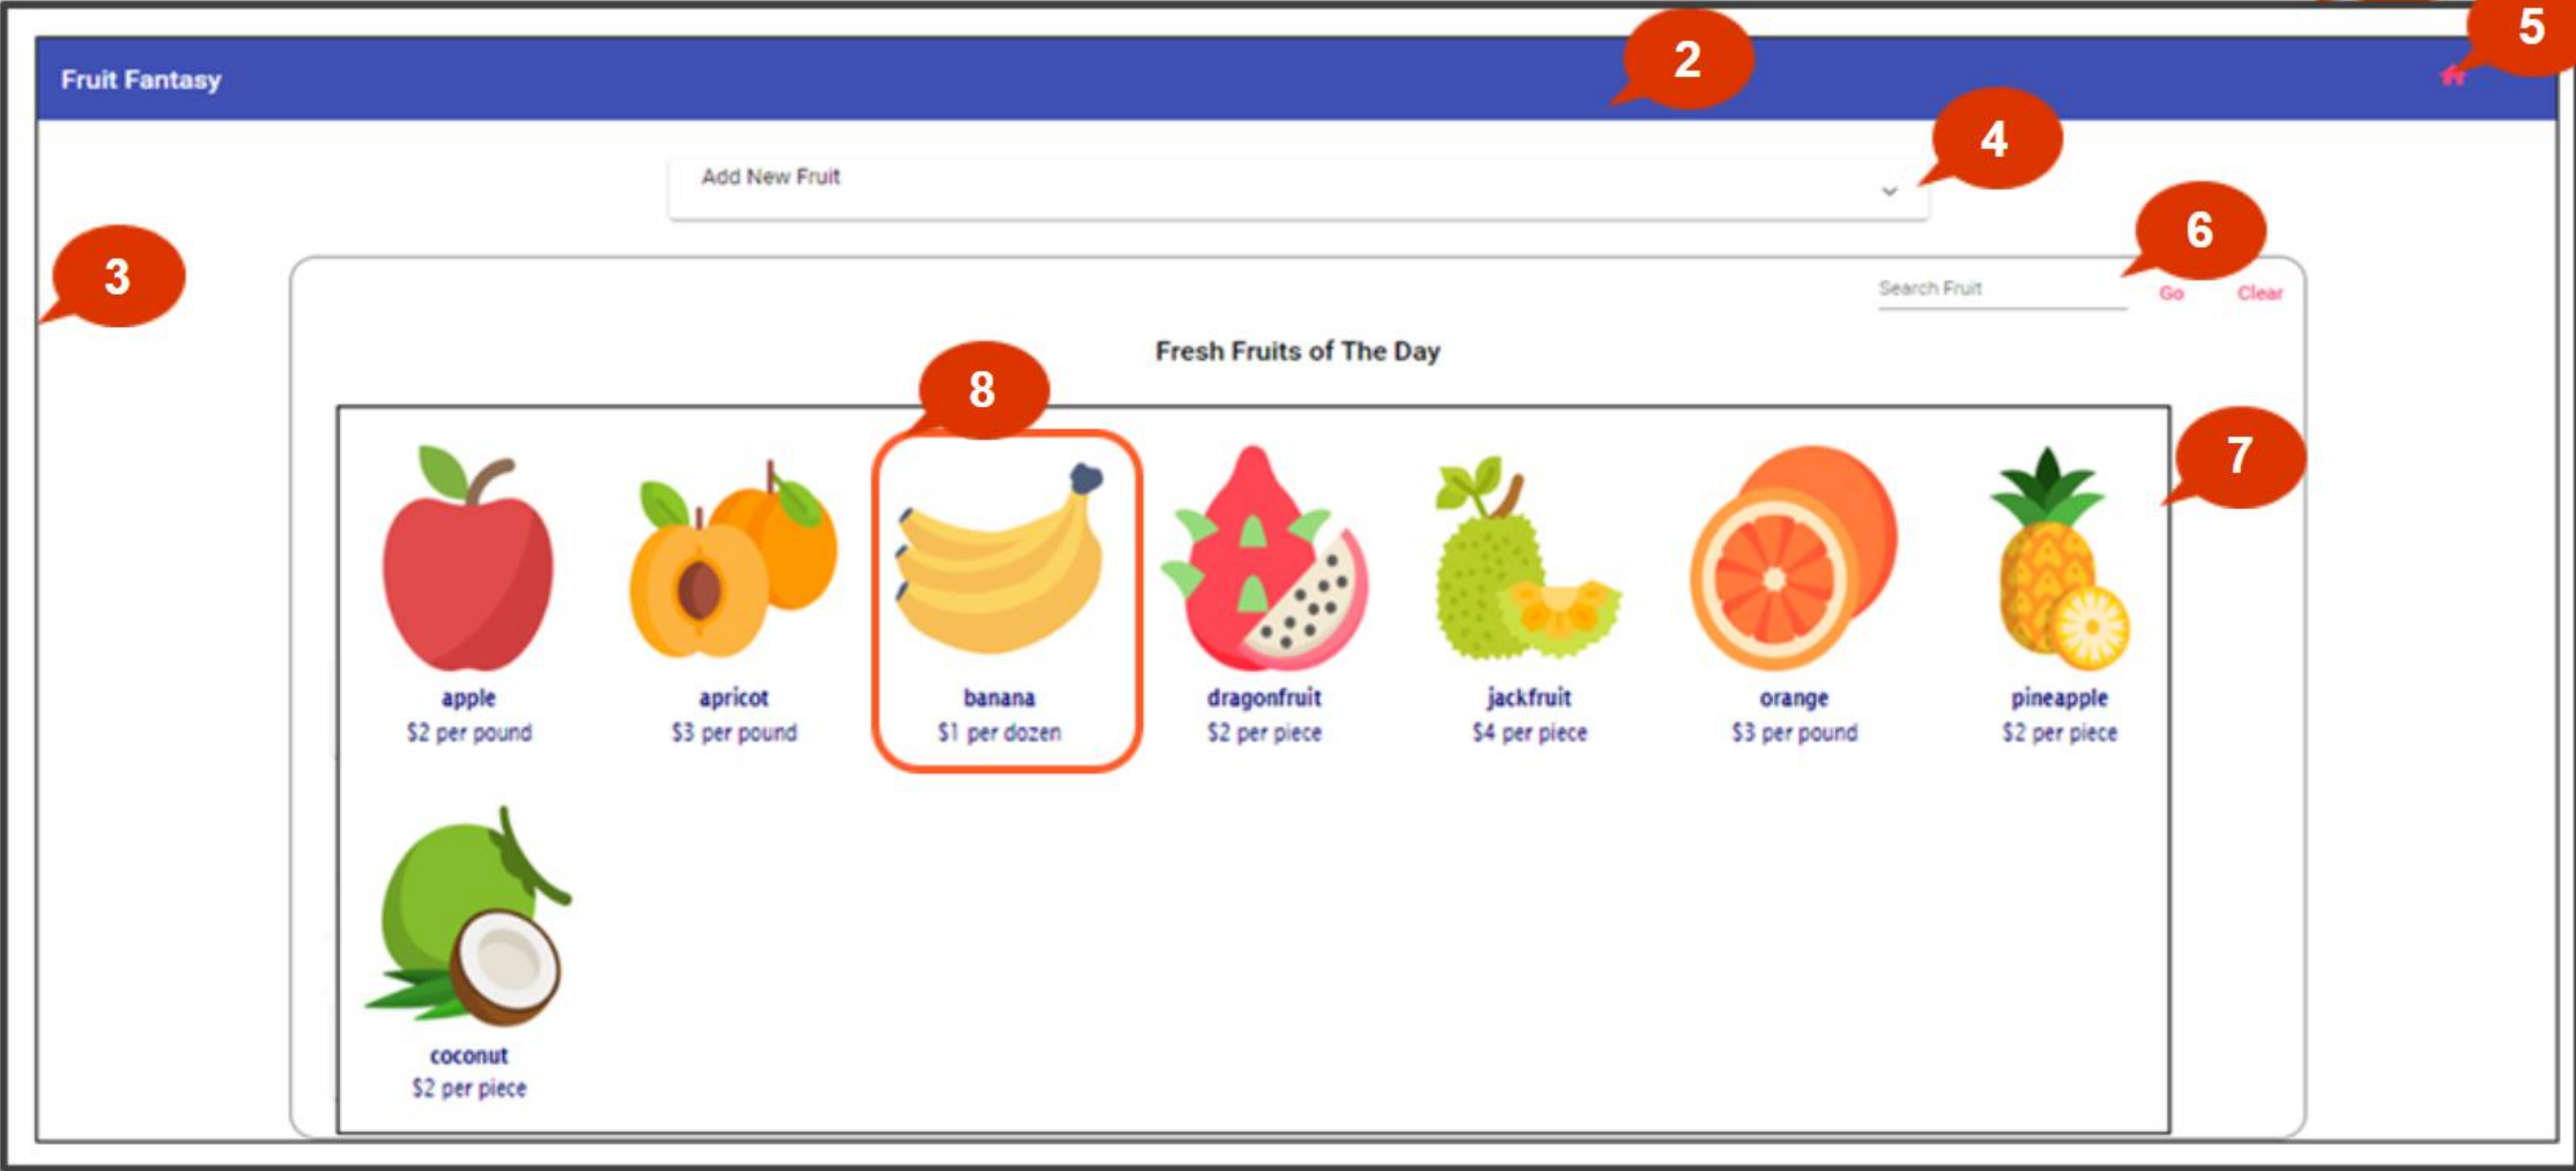 5
2
Fruit Fantasy
4
Add New Fruit
6
3
Search Fruit
Go Clear
Fresh Fruits of The Day
8
7
apple apricot banana dragonfruit jackfruit orange pineapple
$2 per pound $3 per pound $1 per dozen $2 per piece $4 per piece $3 per pound $2 per piece
coconut
$2 per piece